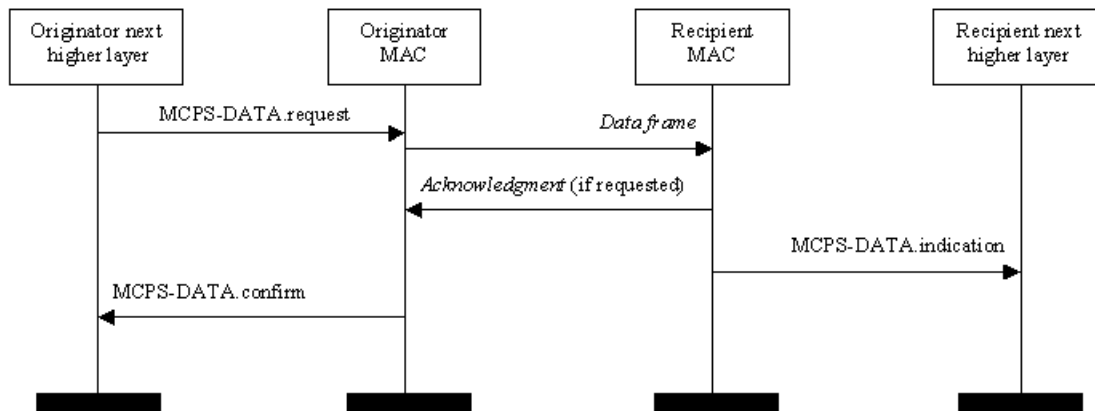 Originator next
higher layer
Originator
MAC
Recipient
MAC
Recipient next
higher layer
MCPS-DATA.request
Data frame
Acknowledgment (if requested)
MCPS-DATA.indication
MCPS-DATA.confirm